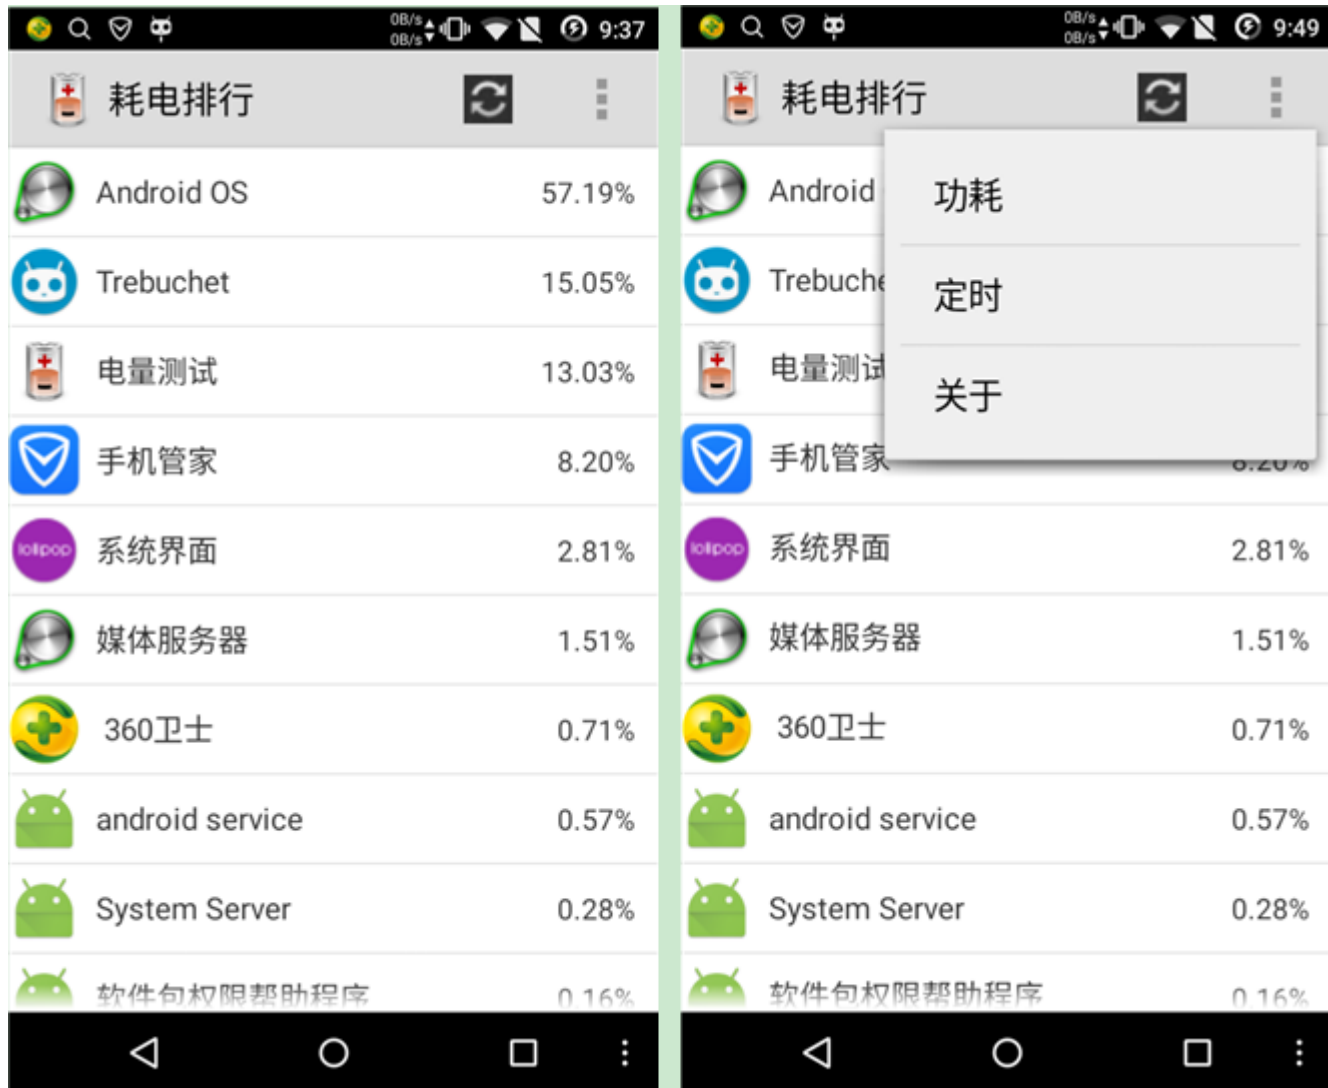 0B/s
0B/s
9:37
耗电排行
Android OS 57.19%
Trebuchet 15.05%
电量测试 13.03%
手机管家 8.20%
lollipop
系统界面 2.81%
媒体服务器 1.51%
360卫士 0.71%
android service 0.57%
System Server 0.28%
软件包权限帮助程序 0.16%
0B/s
0B/s
9:49
耗电排行
功耗
定时
关于
Android
Trebuche
电量测试
手机管家 8.20%
lollipop
系统界面 2.81%
媒体服务器 1.51%
360卫士 0.71%
android service 0.57%
System Server 0.28%
软件包权限帮助程序 0.16%